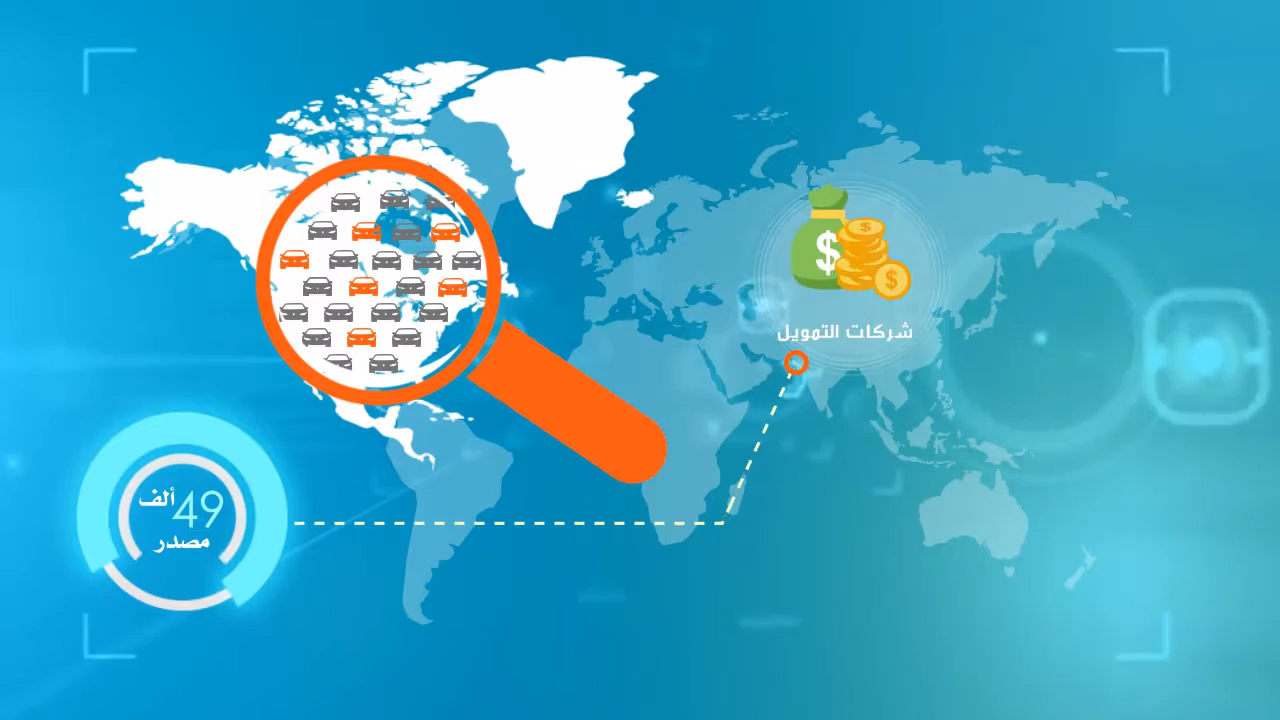 شركات التمويل
49 ألف
مصدر